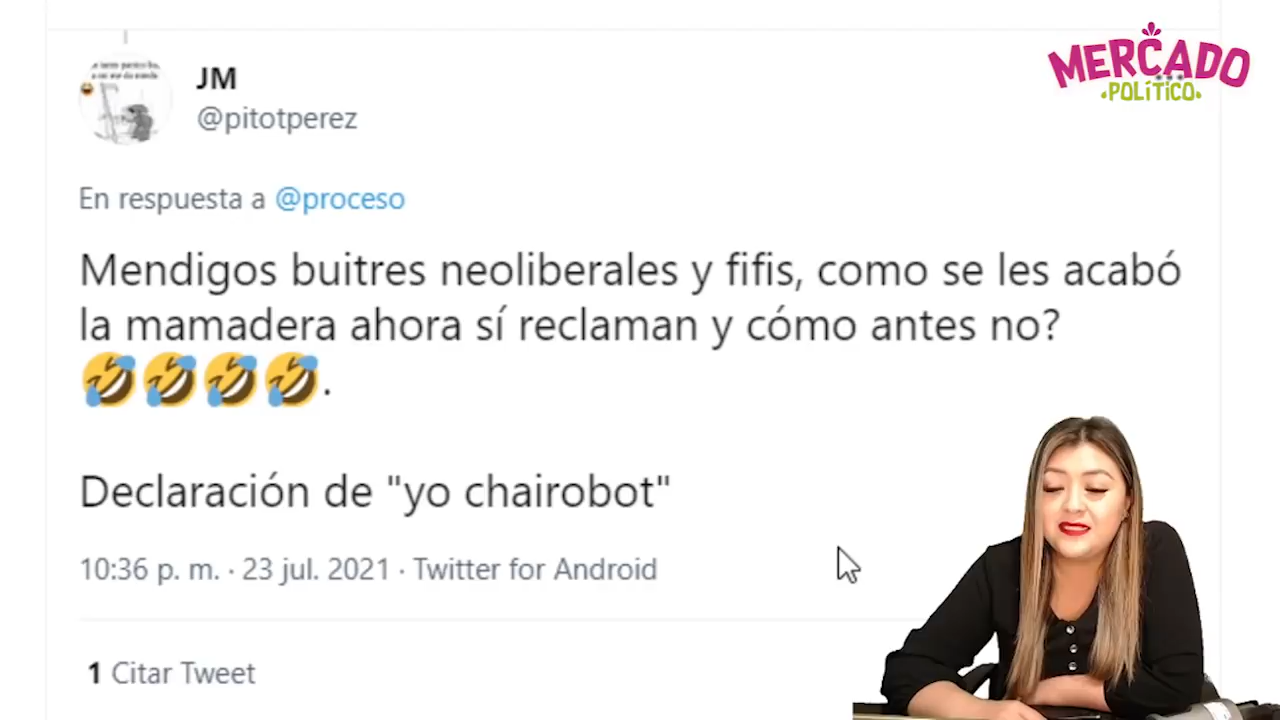 MERCADO
POLÍTICO
JM
@pitotperez
En respuesta a @proceso
Mendigos buitres neoliberales y fifis, como se les acabó
la mamadera ahora sí reclaman y cómo antes no?
🤣🤣🤣🤣.
Declaración de "yo chairobot"
10:36 p. m. · 23 jul. 2021 · Twitter for Android
1 Citar Tweet